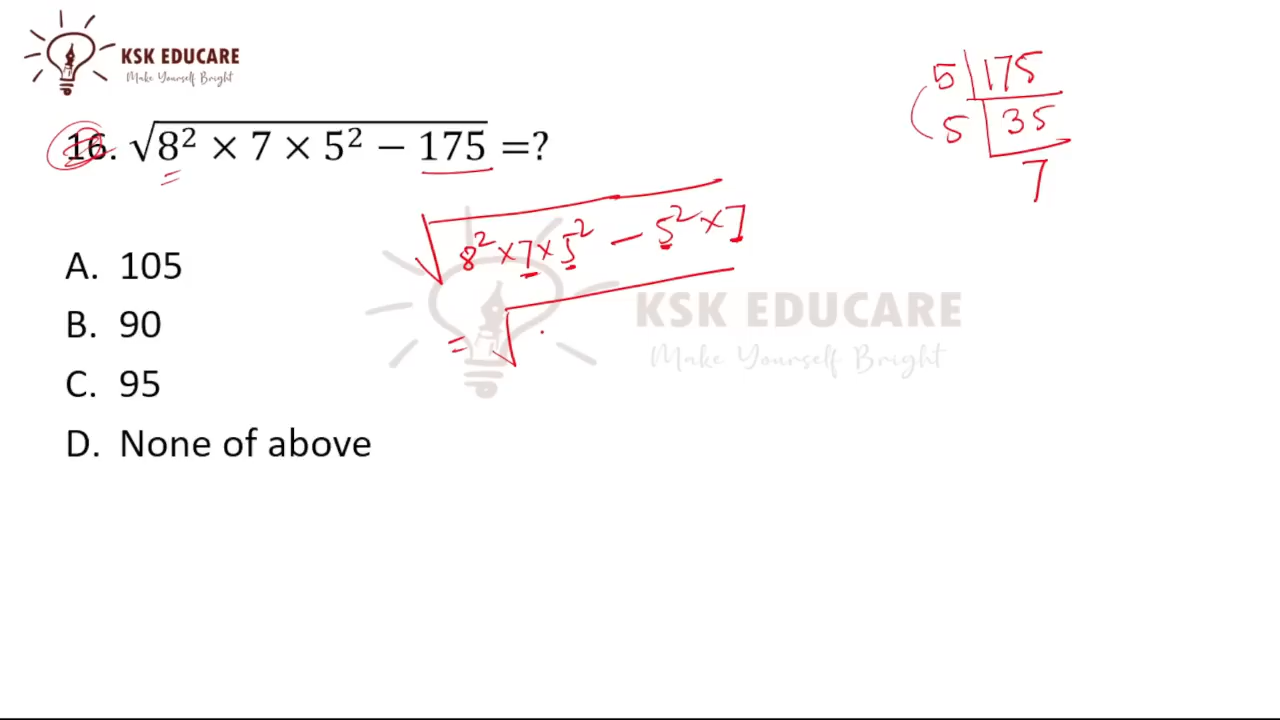 KSK EDUCARE
Make Yourself Bright
16. √8² × 7 × 5² − 175 =?
5 | 175
5 | 35
7
√8² × 7 × 5² − 5² × 7
= √
A. 105
B. 90
C. 95
D. None of above
KSK EDUCARE
Make Yourself Bright